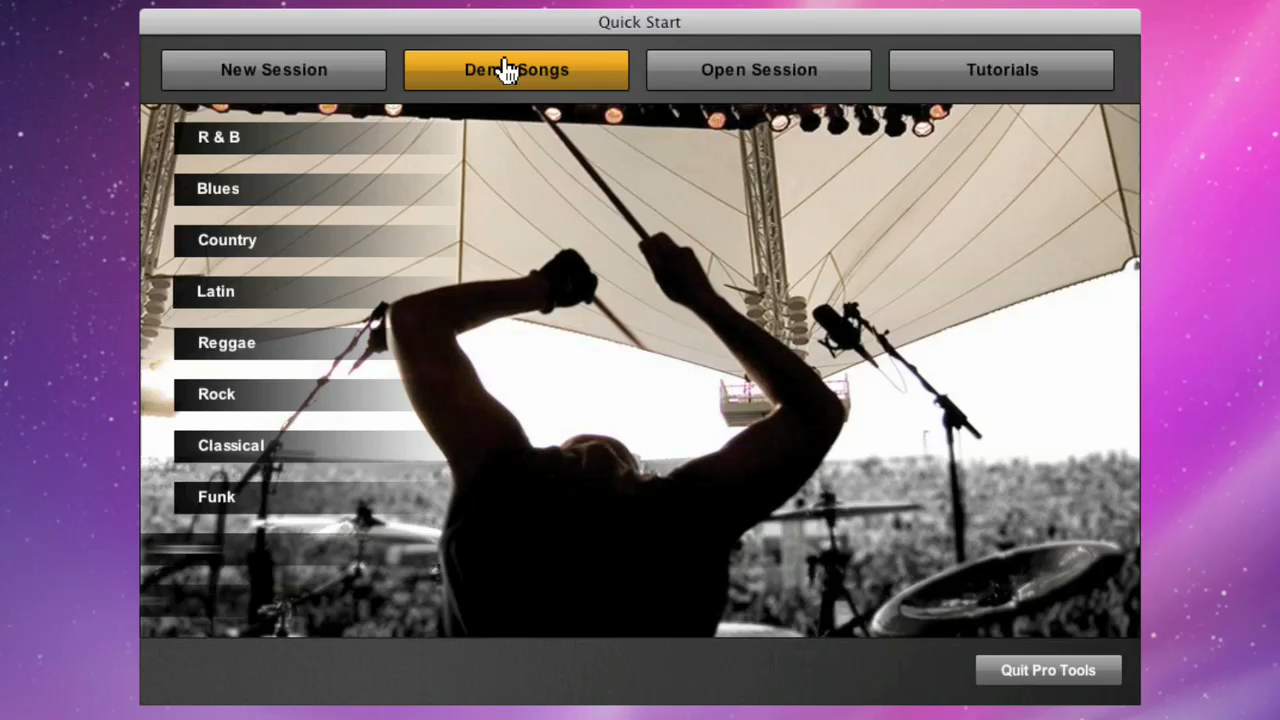 Quick Start
New Session
Demo Songs
Open Session
Tutorials
R & B
Blues
Country
Latin
Reggae
Rock
Classical
Funk
Quit Pro Tools